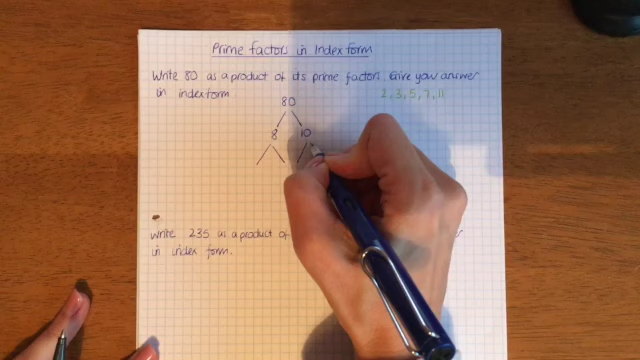 Prime factors in Index form
Write 80 as a product of its prime factors. Give your answer
in index form.
2, 3, 5, 7, 11
80
8 10
Write 235 as a product of
in index form.